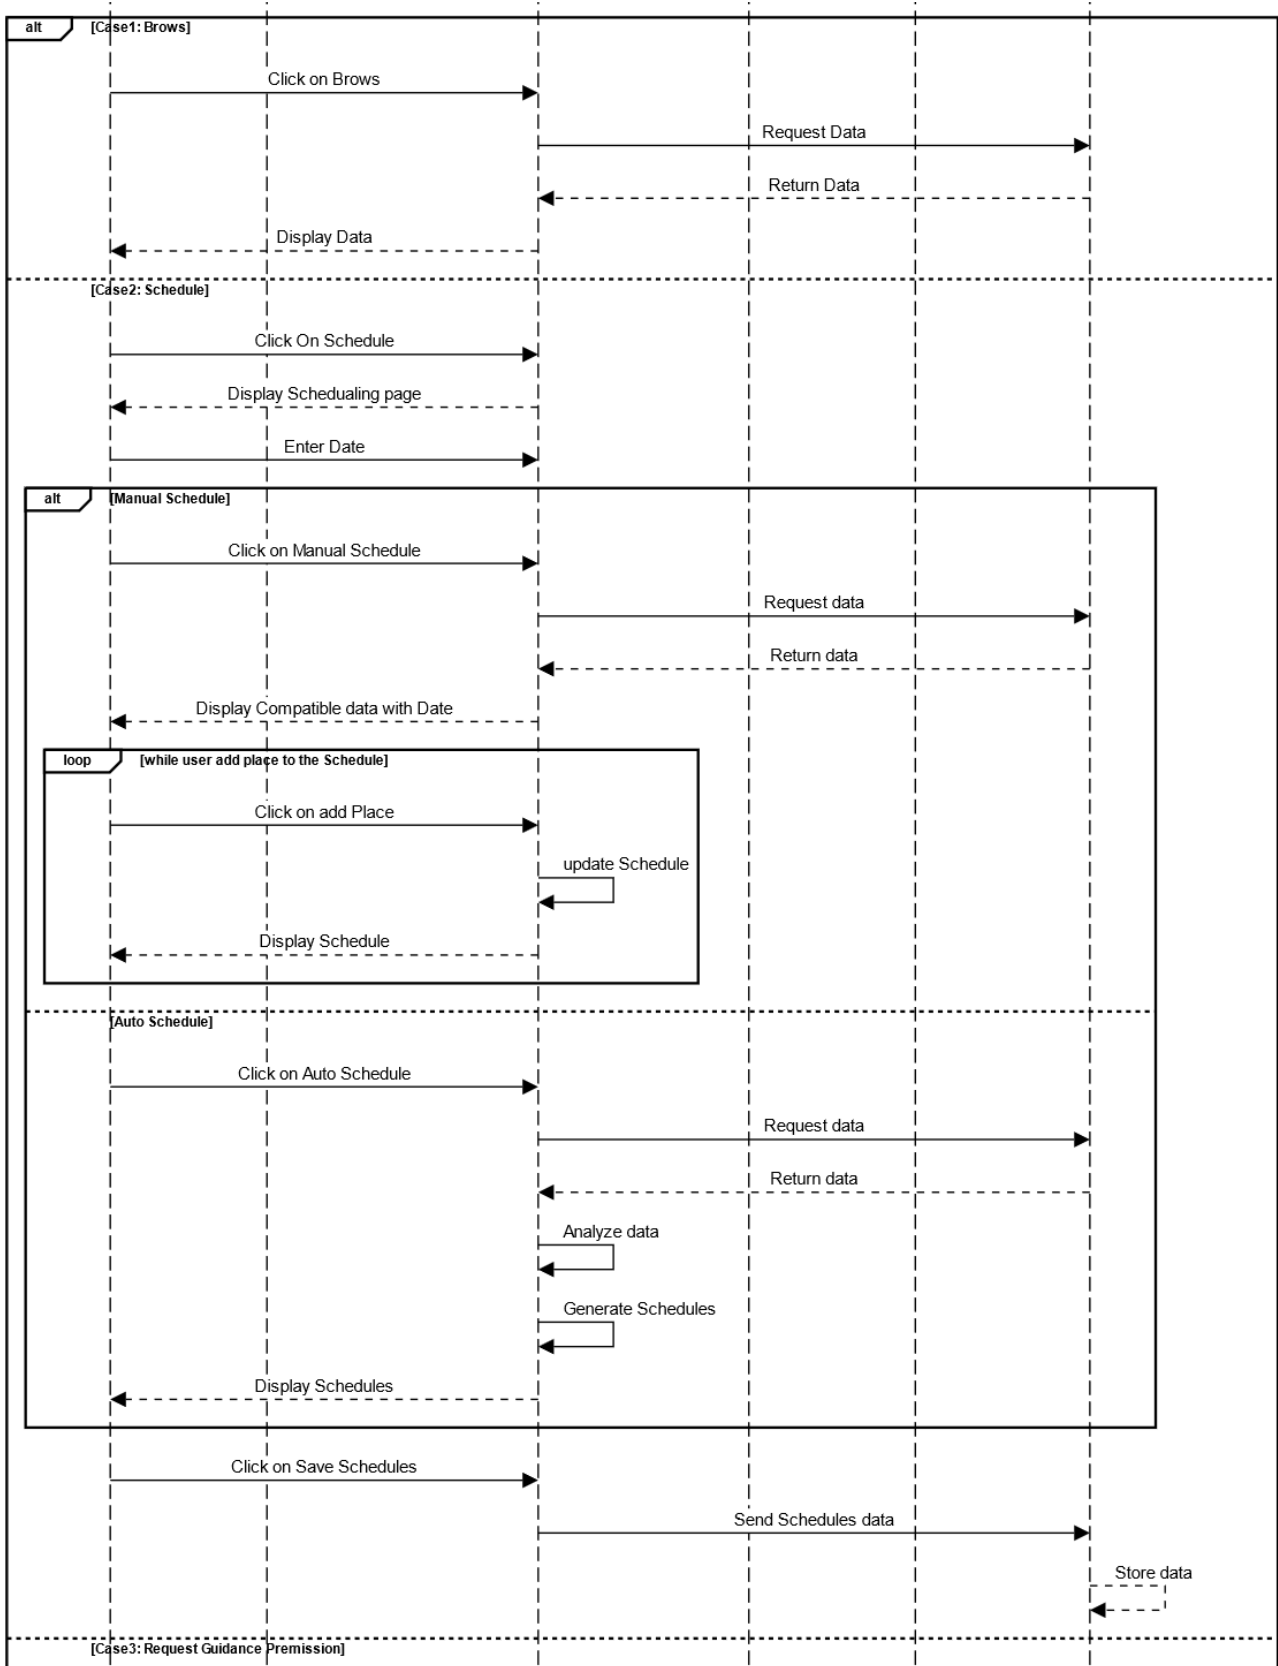 alt [Case1: Brows]
Click on Brows
Request Data
Return Data
Display Data
[Case2: Schedule]
Click On Schedule
Display Schedualing page
Enter Date
alt [Manual Schedule]
Click on Manual Schedule
Request data
Return data
Display Compatible data with Date
loop [while user add place to the Schedule]
Click on add Place
update Schedule
Display Schedule
[Auto Schedule]
Click on Auto Schedule
Request data
Return data
Analyze data
Generate Schedules
Display Schedules
Click on Save Schedules
Send Schedules data
Store data
[Case3: Request Guidance Premission]